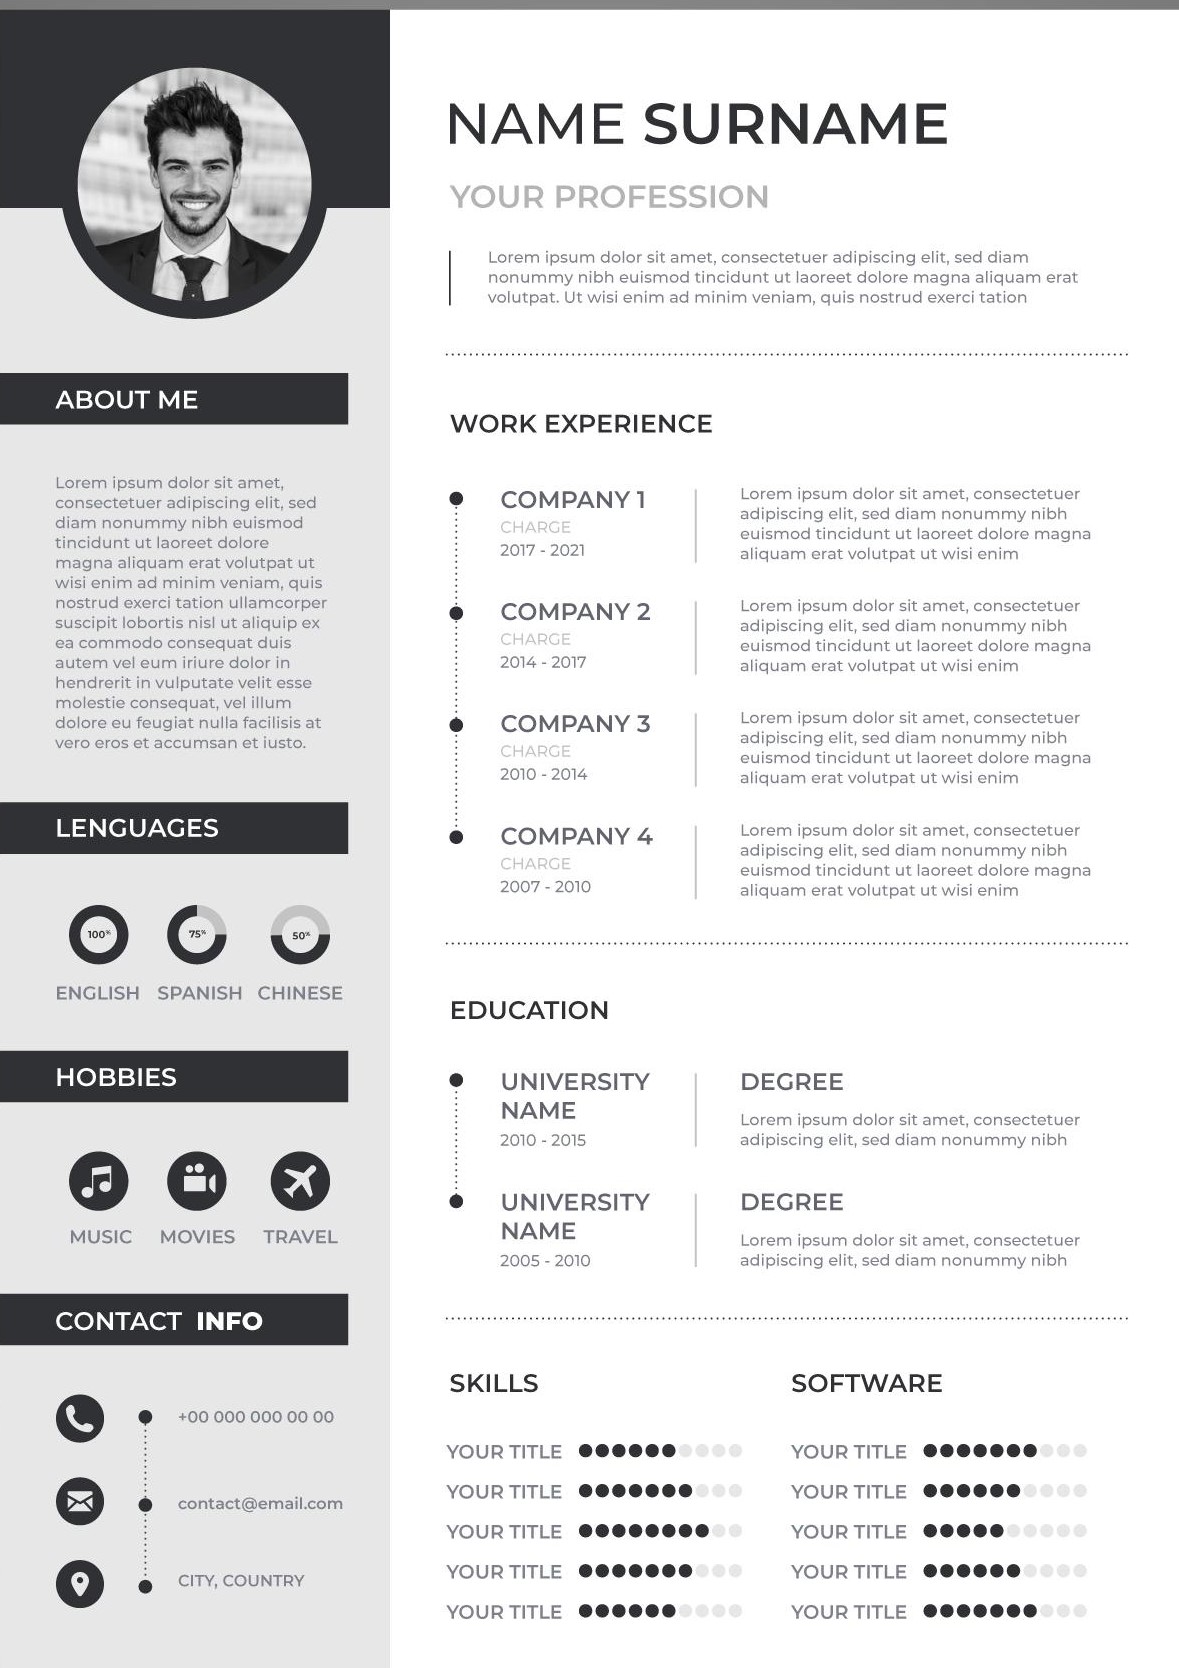 NAME SURNAME
YOUR PROFESSION
Lorem ipsum dolor sit amet, consectetuer adipiscing elit, sed diam
nonummy nibh euismod tincidunt ut laoreet dolore magna aliquam erat
volutpat. Ut wisi enim ad minim veniam, quis nostrud exerci tation
ABOUT ME
Lorem ipsum dolor sit amet,
consectetuer adipiscing elit, sed
diam nonummy nibh euismod
tincidunt ut laoreet dolore
magna aliquam erat volutpat ut
wisi enim ad minim veniam, quis
nostrud exerci tation ullamcorper
suscipit lobortis nisl ut aliquip ex
ea commodo consequat duis
autem vel eum iriure dolor in
hendrerit in vulputate velit esse
molestie consequat, vel illum
dolore eu feugiat nulla facilisis at
vero eros et accumsan et iusto.
LENGUAGES
100%
75%
50%
ENGLISH
SPANISH
CHINESE
HOBBIES
MUSIC
MOVIES
TRAVEL
CONTACT INFO
+00 000 000 00 00
contact@email.com
CITY, COUNTRY
WORK EXPERIENCE
COMPANY 1
CHARGE
2017 - 2021
Lorem ipsum dolor sit amet, consectetuer
adipiscing elit, sed diam nonummy nibh
euismod tincidunt ut laoreet dolore magna
aliquam erat volutpat ut wisi enim
COMPANY 2
CHARGE
2014 - 2017
Lorem ipsum dolor sit amet, consectetuer
adipiscing elit, sed diam nonummy nibh
euismod tincidunt ut laoreet dolore magna
aliquam erat volutpat ut wisi enim
COMPANY 3
CHARGE
2010 - 2014
Lorem ipsum dolor sit amet, consectetuer
adipiscing elit, sed diam nonummy nibh
euismod tincidunt ut laoreet dolore magna
aliquam erat volutpat ut wisi enim
COMPANY 4
CHARGE
2007 - 2010
Lorem ipsum dolor sit amet, consectetuer
adipiscing elit, sed diam nonummy nibh
euismod tincidunt ut laoreet dolore magna
aliquam erat volutpat ut wisi enim
EDUCATION
UNIVERSITY
NAME
2010 - 2015
DEGREE
Lorem ipsum dolor sit amet, consectetuer
adipiscing elit, sed diam nonummy nibh
UNIVERSITY
NAME
2005 - 2010
DEGREE
Lorem ipsum dolor sit amet, consectetuer
adipiscing elit, sed diam nonummy nibh
SKILLS
YOUR TITLE
YOUR TITLE
YOUR TITLE
YOUR TITLE
YOUR TITLE
SOFTWARE
YOUR TITLE
YOUR TITLE
YOUR TITLE
YOUR TITLE
YOUR TITLE